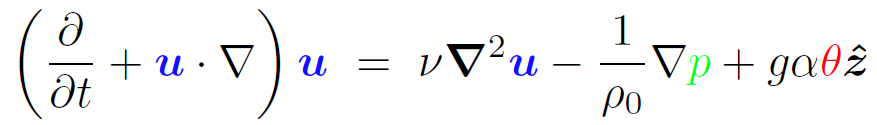 (∂/∂t + u · ∇) u = ν∇²u − 1/ρ₀ ∇p + gαθẑ